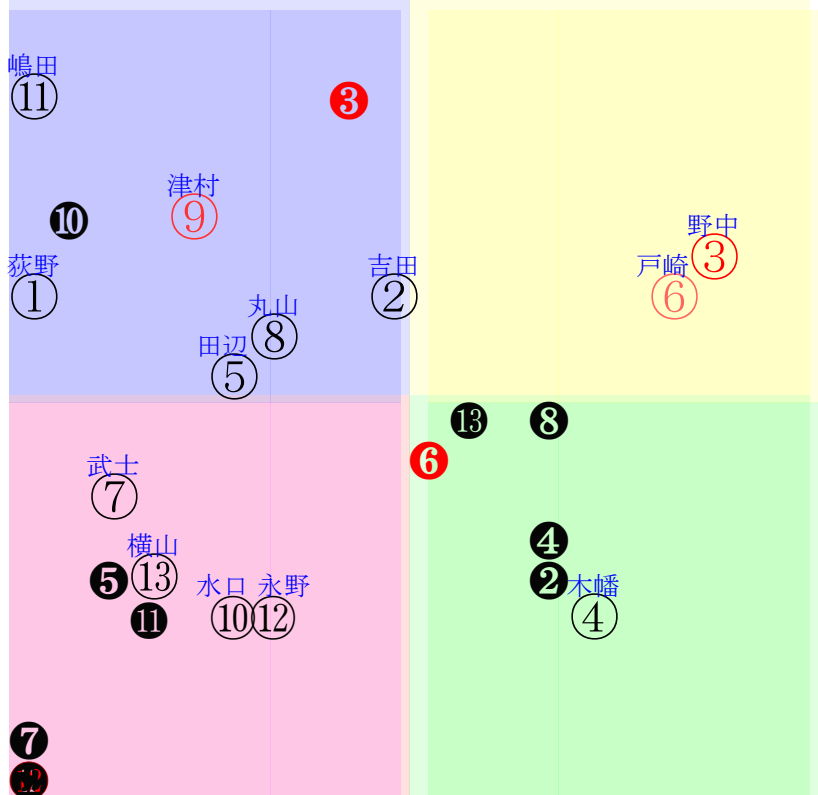 嶋田
⑪
❸
津村
⑨
❿
野中
③
荻野
①
吉田
②
戸崎
⑥
丸山
⑧
田辺
⑤
⓭
❽
❻
武士
⑦
❹
横山
⑬
❺
❷
木幡
④
水口 永野
⑩⑫
⓫
❼
⓬